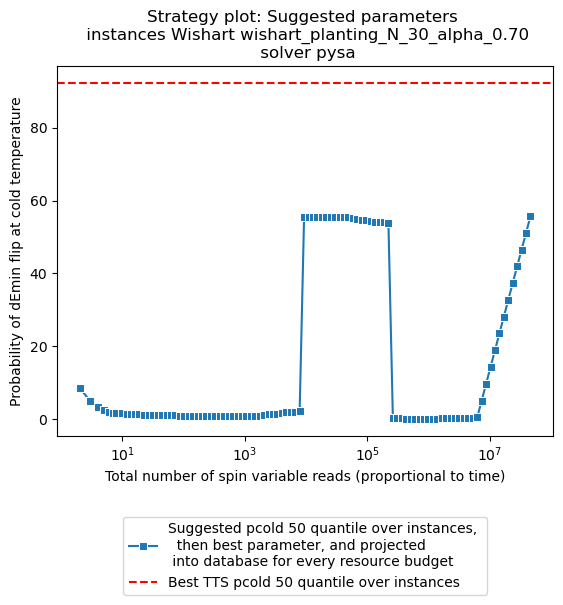 Strategy plot: Suggested parameters
instances Wishart wishart_planting_N_30_alpha_0.70
solver pysa
Probability of dEmin flip at cold temperature
80
60
40
20
0
10^1
10^3
10^5
10^7
Total number of spin variable reads (proportional to time)
Suggested pcold 50 quantile over instances,
then best parameter, and projected
into database for every resource budget
Best TTS pcold 50 quantile over instances